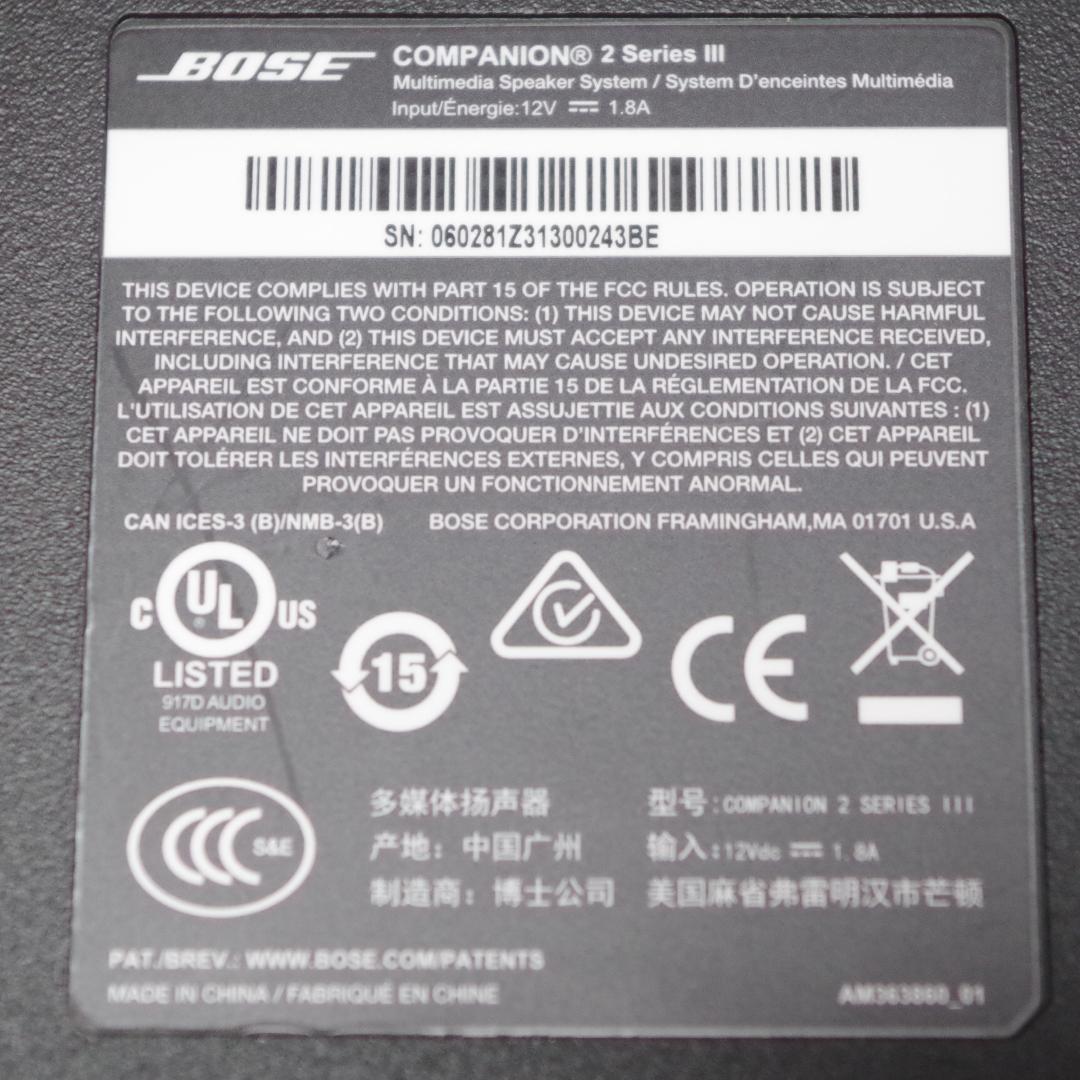 BOSE COMPANION® 2 Series III
Multimedia Speaker System / System D'enceintes Multimédia
Input/Énergie:12V ⎓ 1.8A
SN: 060281Z31300243BE
THIS DEVICE COMPLIES WITH PART 15 OF THE FCC RULES. OPERATION IS SUBJECT
TO THE FOLLOWING TWO CONDITIONS: (1) THIS DEVICE MAY NOT CAUSE HARMFUL
INTERFERENCE, AND (2) THIS DEVICE MUST ACCEPT ANY INTERFERENCE RECEIVED,
INCLUDING INTERFERENCE THAT MAY CAUSE UNDESIRED OPERATION. / CET
APPAREIL EST CONFORME À LA PARTIE 15 DE LA RÉGLEMENTATION DE LA FCC.
L'UTILISATION DE CET APPAREIL EST ASSUJETTIE AUX CONDITIONS SUIVANTES : (1)
CET APPAREIL NE DOIT PAS PROVOQUER D'INTERFÉRENCES ET (2) CET APPAREIL
DOIT TOLÉRER LES INTERFÉRENCES EXTERNES, Y COMPRIS CELLES QUI PEUVENT
PROVOQUER UN FONCTIONNEMENT ANORMAL.
CAN ICES-3 (B)/NMB-3(B) BOSE CORPORATION FRAMINGHAM,MA 01701 U.S.A
C UL ® US
LISTED
917D AUDIO
EQUIPMENT
15
CE
CCC S&E
多媒体扬声器 型号:COMPANION 2 SERIES III
产地: 中国广州 输入:12Vdc ⎓ 1.8A
制造商: 博士公司 美国麻省弗雷明汉市芒顿
PAT./BREV.: WWW.BOSE.COM/PATENTS
MADE IN CHINA / FABRIQUÉ EN CHINE AM363860_01